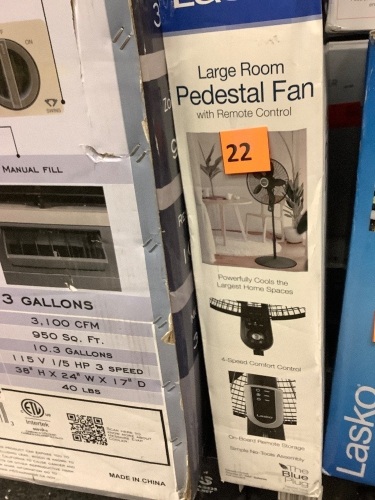 ON
SWING
MANUAL FILL
3 GALLONS
3,100 CFM
950 SQ. FT.
10.3 GALLONS
115 V 1/5 HP 3 SPEED
38" H X 24" W X 17" D
40 LBS
ETL
Intertek
MADE IN CHINA
Large Room
Pedestal Fan
with Remote Control
22
Powerfully Cools the
Largest Home Spaces
4-Speed Comfort Control
On-Board Remote Storage
Simple No-Tools Assembly
The
Blue
Plug
Lasko